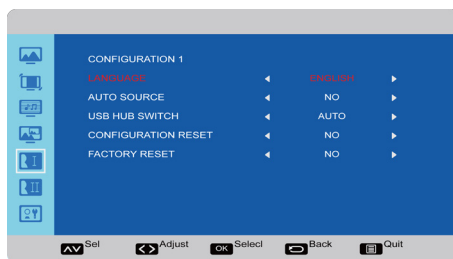 CONFIGURATION 1
LANGUAGE ENGLISH
AUTO SOURCE NO
USB HUB SWITCH AUTO
CONFIGURATION RESET NO
FACTORY RESET NO
I
II
Sel Adjust OK Selecl Back Quit